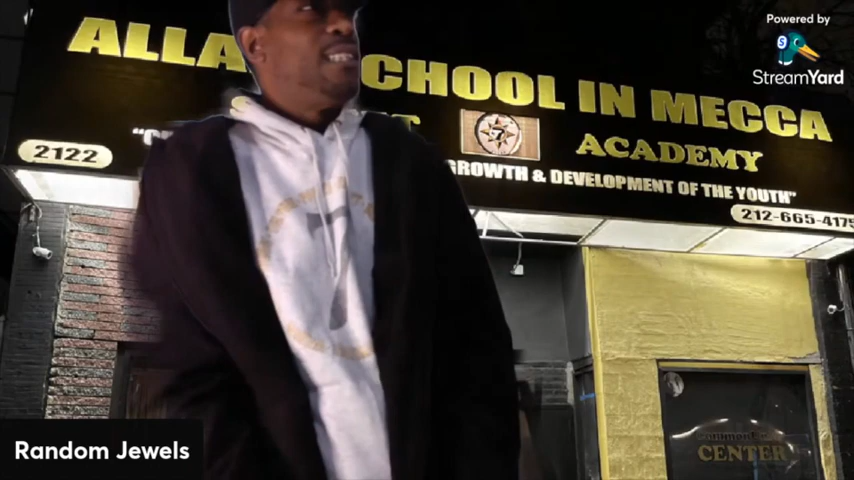 Powered by
StreamYard
ALLA CHOOL IN MECCA
7
ACADEMY
2122
GROWTH & DEVELOPMENT OF THE YOUTH"
212-665-4175
CENTER
Random Jewels